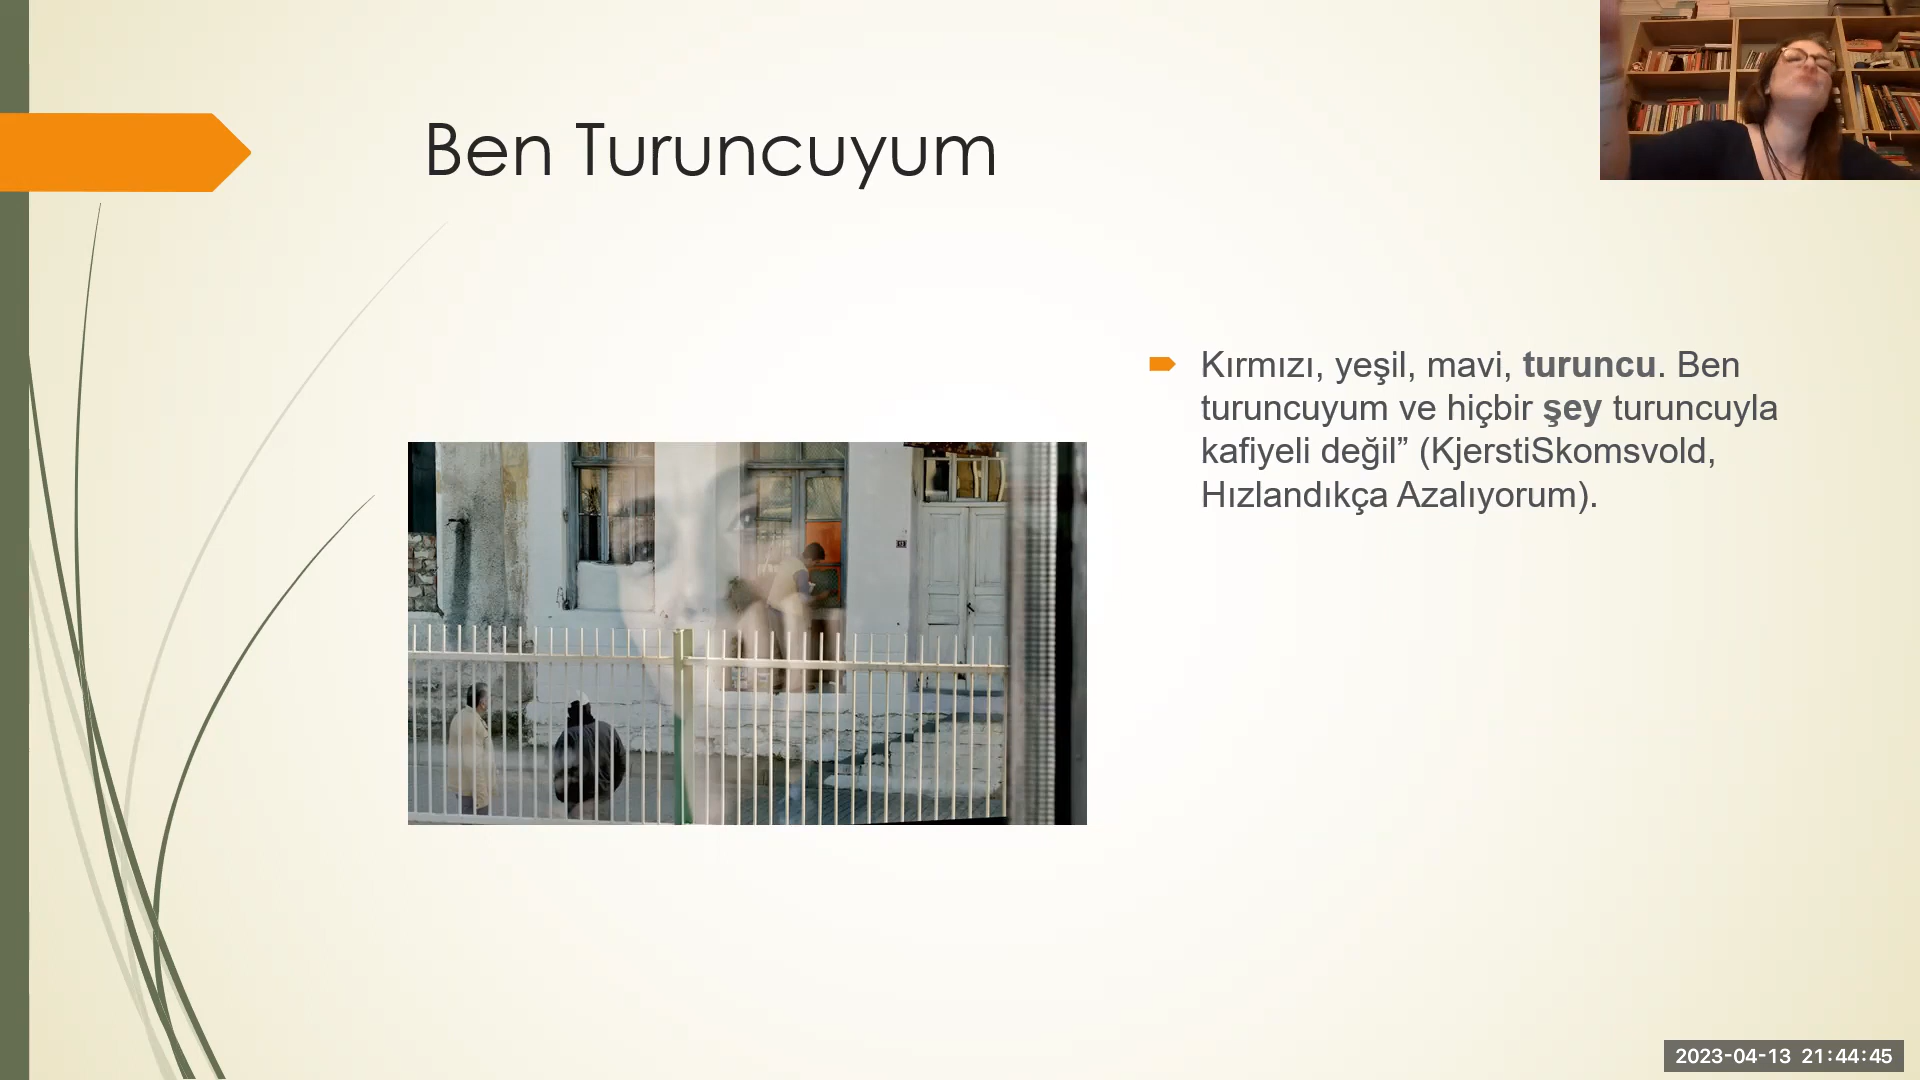 Ben Turuncuyum
Kırmızı, yeşil, mavi, turuncu. Ben
turuncuyum ve hiçbir şey turuncuyla
kafiyeli değil” (KjerstiSkomsvold,
Hızlandıkça Azalıyorum).
2023-04-13 21:44:45